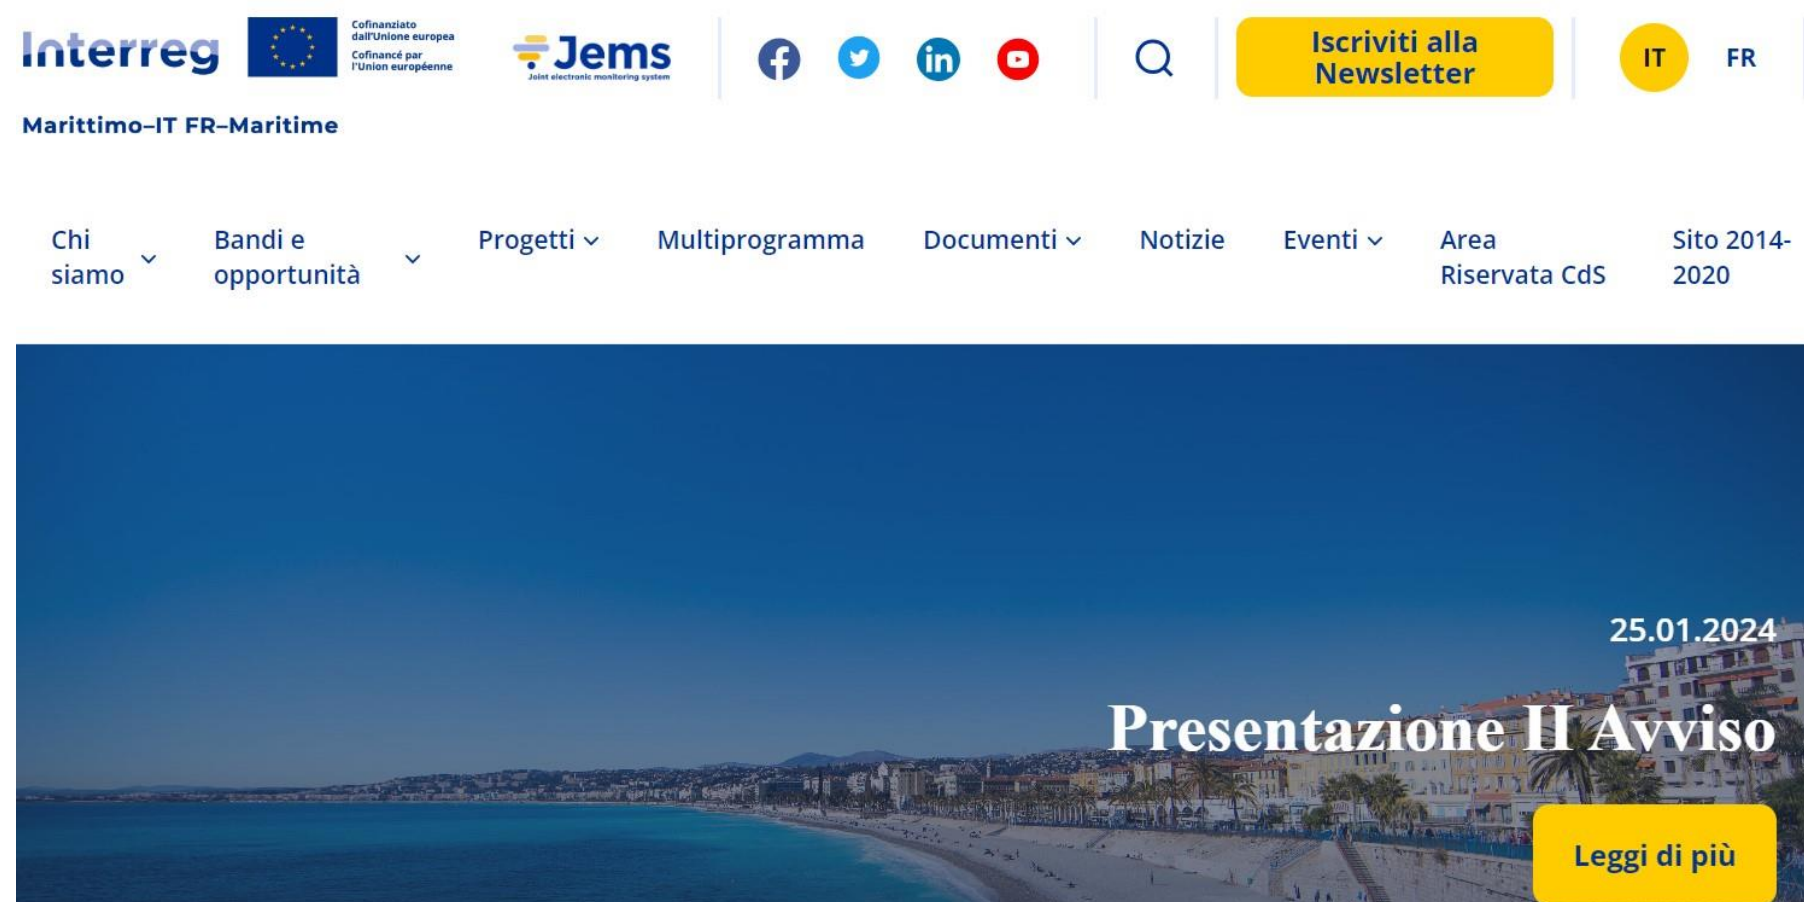 Interreg
Cofinanziato
dall'Unione europea
Cofinancé par
l'Union européenne
Jems
Joint electronic monitoring system
in
Iscriviti alla
Newsletter
IT
FR
Marittimo–IT FR–Maritime
Chi
siamo
Bandi e
opportunità
Progetti
Multiprogramma
Documenti
Notizie
Eventi
Area
Riservata CdS
Sito 2014-
2020
25.01.2024
Presentazione II Avviso
Leggi di più